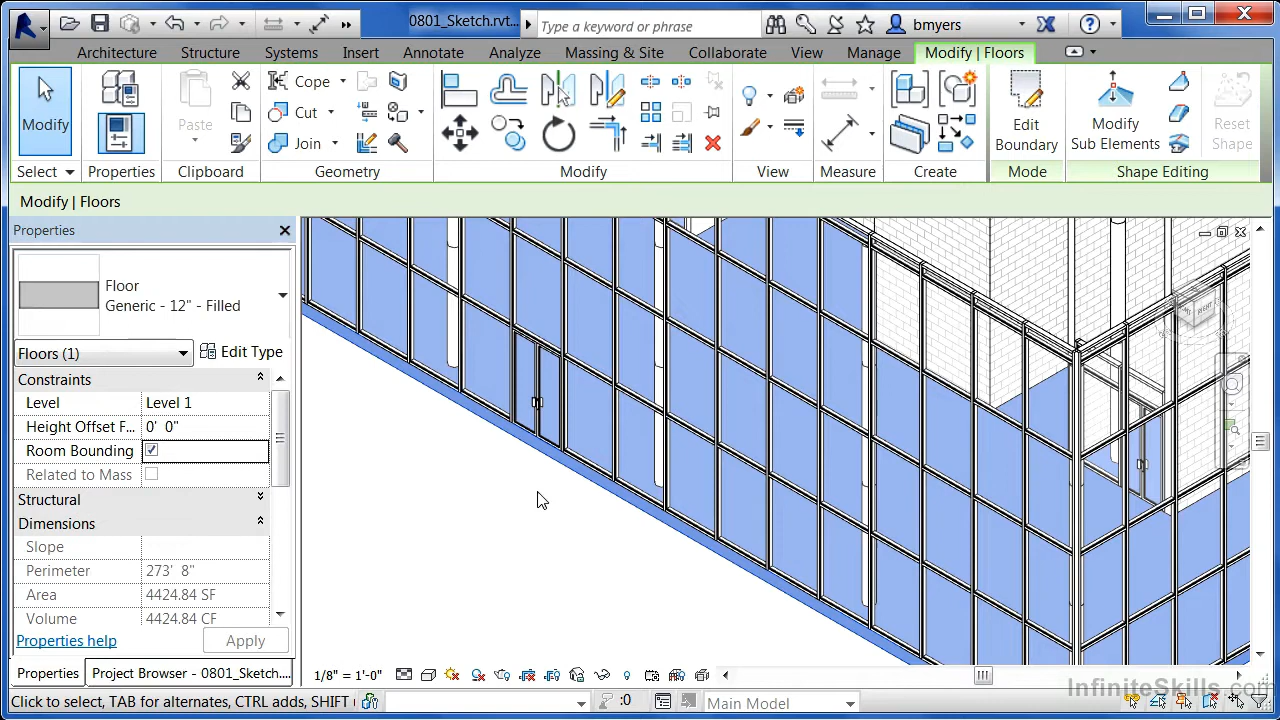 0801_Sketch.rvt...
Type a keyword or phrase
bmyers
Architecture Structure Systems Insert Annotate Analyze Massing & Site Collaborate View Manage Modify | Floors
Modify
Paste
Cope
Cut
Join
Edit
Boundary
Modify
Sub Elements
Reset
Shape
Select Properties Clipboard Geometry Modify View Measure Create Mode Shape Editing
Modify | Floors
Properties
Floor
Generic - 12" - Filled
Floors (1)
Edit Type
Constraints
Level Level 1
Height Offset F... 0' 0"
Room Bounding
Related to Mass
Structural
Dimensions
Slope
Perimeter 273' 8"
Area 4424.84 SF
Volume 4424.84 CF
Properties help
Apply
Properties
Project Browser - 0801_Sketch....
1/8" = 1'-0"
RIGHT
Click to select, TAB for alternates, CTRL adds, SHIFT
:0
Main Model
InfiniteSkills.com